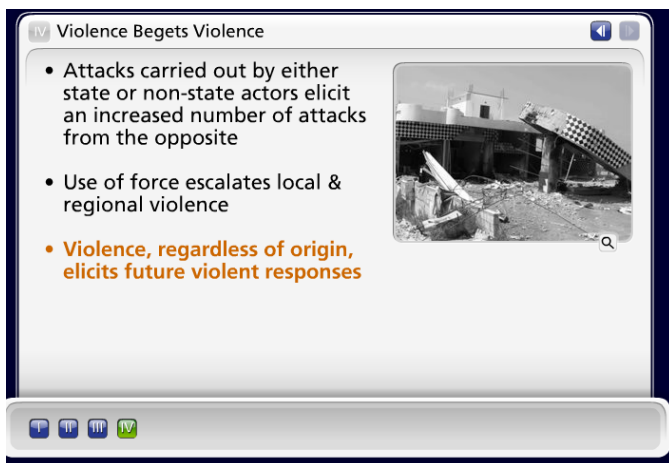 IV Violence Begets Violence
• Attacks carried out by either
state or non-state actors elicit
an increased number of attacks
from the opposite
• Use of force escalates local &
regional violence
• Violence, regardless of origin,
elicits future violent responses
I II III IV